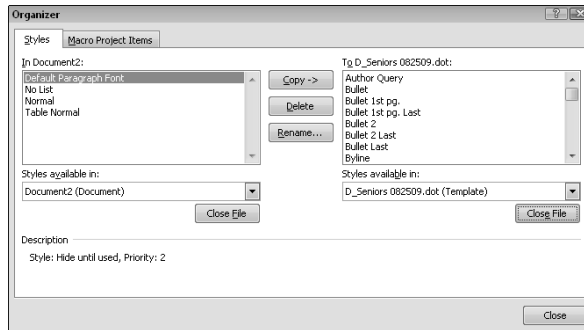 Organizer
Styles
Macro Project Items
In Document2:
Default Paragraph Font
No List
Normal
Table Normal
Copy ->
Delete
Rename...
To D_Seniors 082509.dot:
Author Query
Bullet
Bullet 1st pg.
Bullet 1st pg. Last
Bullet 2
Bullet 2 Last
Bullet Last
Byline
Styles available in:
Document2 (Document)
Close File
Styles available in:
D_Seniors 082509.dot (Template)
Close File
Description
Style: Hide until used, Priority: 2
Close